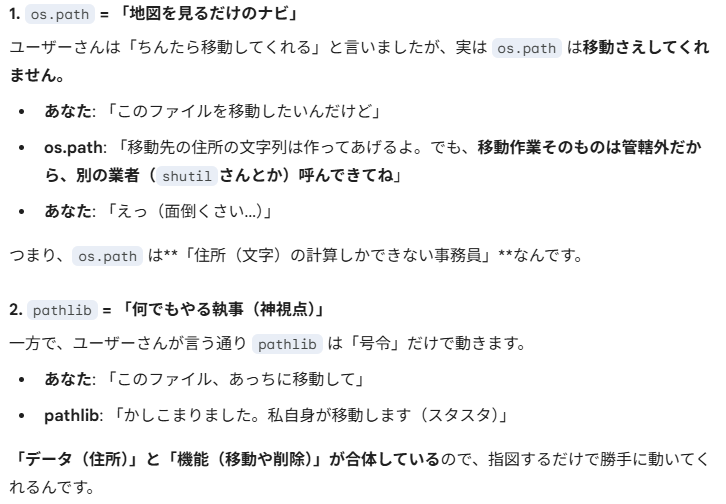 1. os.path = 「地図を見るだけのナビ」
ユーザーさんは「ちんたら移動してくれる」と言いましたが、実は os.path は移動さえしてくれ
ません。
• あなた: 「このファイルを移動したいんだけど」
• os.path: 「移動先の住所の文字列は作ってあげるよ。でも、移動作業そのものは管轄外だか
ら、別の業者（shutil さんとか）呼んできてね」
• あなた: 「えっ（面倒くさい...）」
つまり、 os.path は**「住所（文字）の計算しかできない事務員」**なんです。
2. pathlib = 「何でもやる執事（神視点）」
一方で、ユーザーさんが言う通り pathlib は「号令」だけで動きます。
• あなた: 「このファイル、あっちに移動して」
• pathlib: 「かしこまりました。私自身が移動します（スタスタ）」
「データ（住所）」と「機能（移動や削除）」が合体しているので、指図するだけで勝手に動いてく
れるんです。